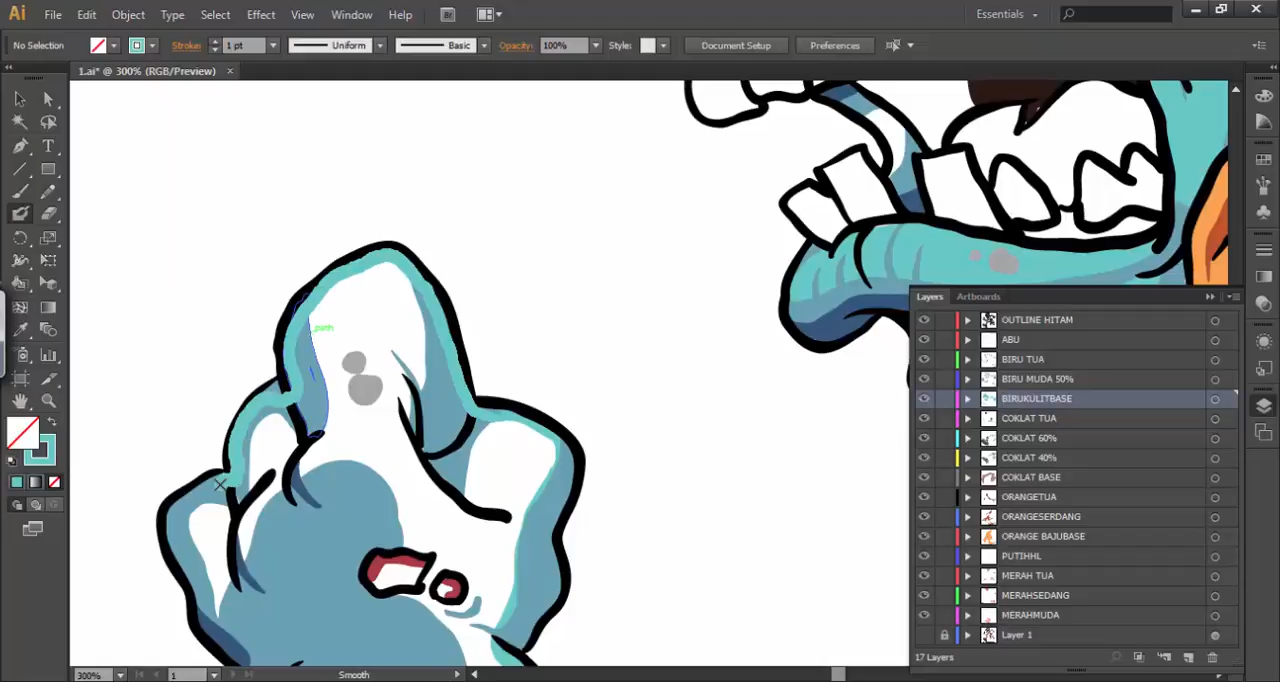 Ai File Edit Object Type Select Effect View Window Help Br Essentials
No Selection Stroke: 1 pt Uniform Basic Opacity: 100% Style: Document Setup Preferences
1.ai* @ 300% (RGB/Preview) ×
path
Layers Artboards
OUTLINE HITAM
ABU
BIRU TUA
BIRU MUDA 50%
BIRUKULITBASE
COKLAT TUA
COKLAT 60%
COKLAT 40%
COKLAT BASE
ORANGETUA
ORANGESERDANG
ORANGE BAJUBASE
PUTIHHL
MERAH TUA
MERAHSEDANG
MERAHMUDA
Layer 1
17 Layers
300% 1 Smooth